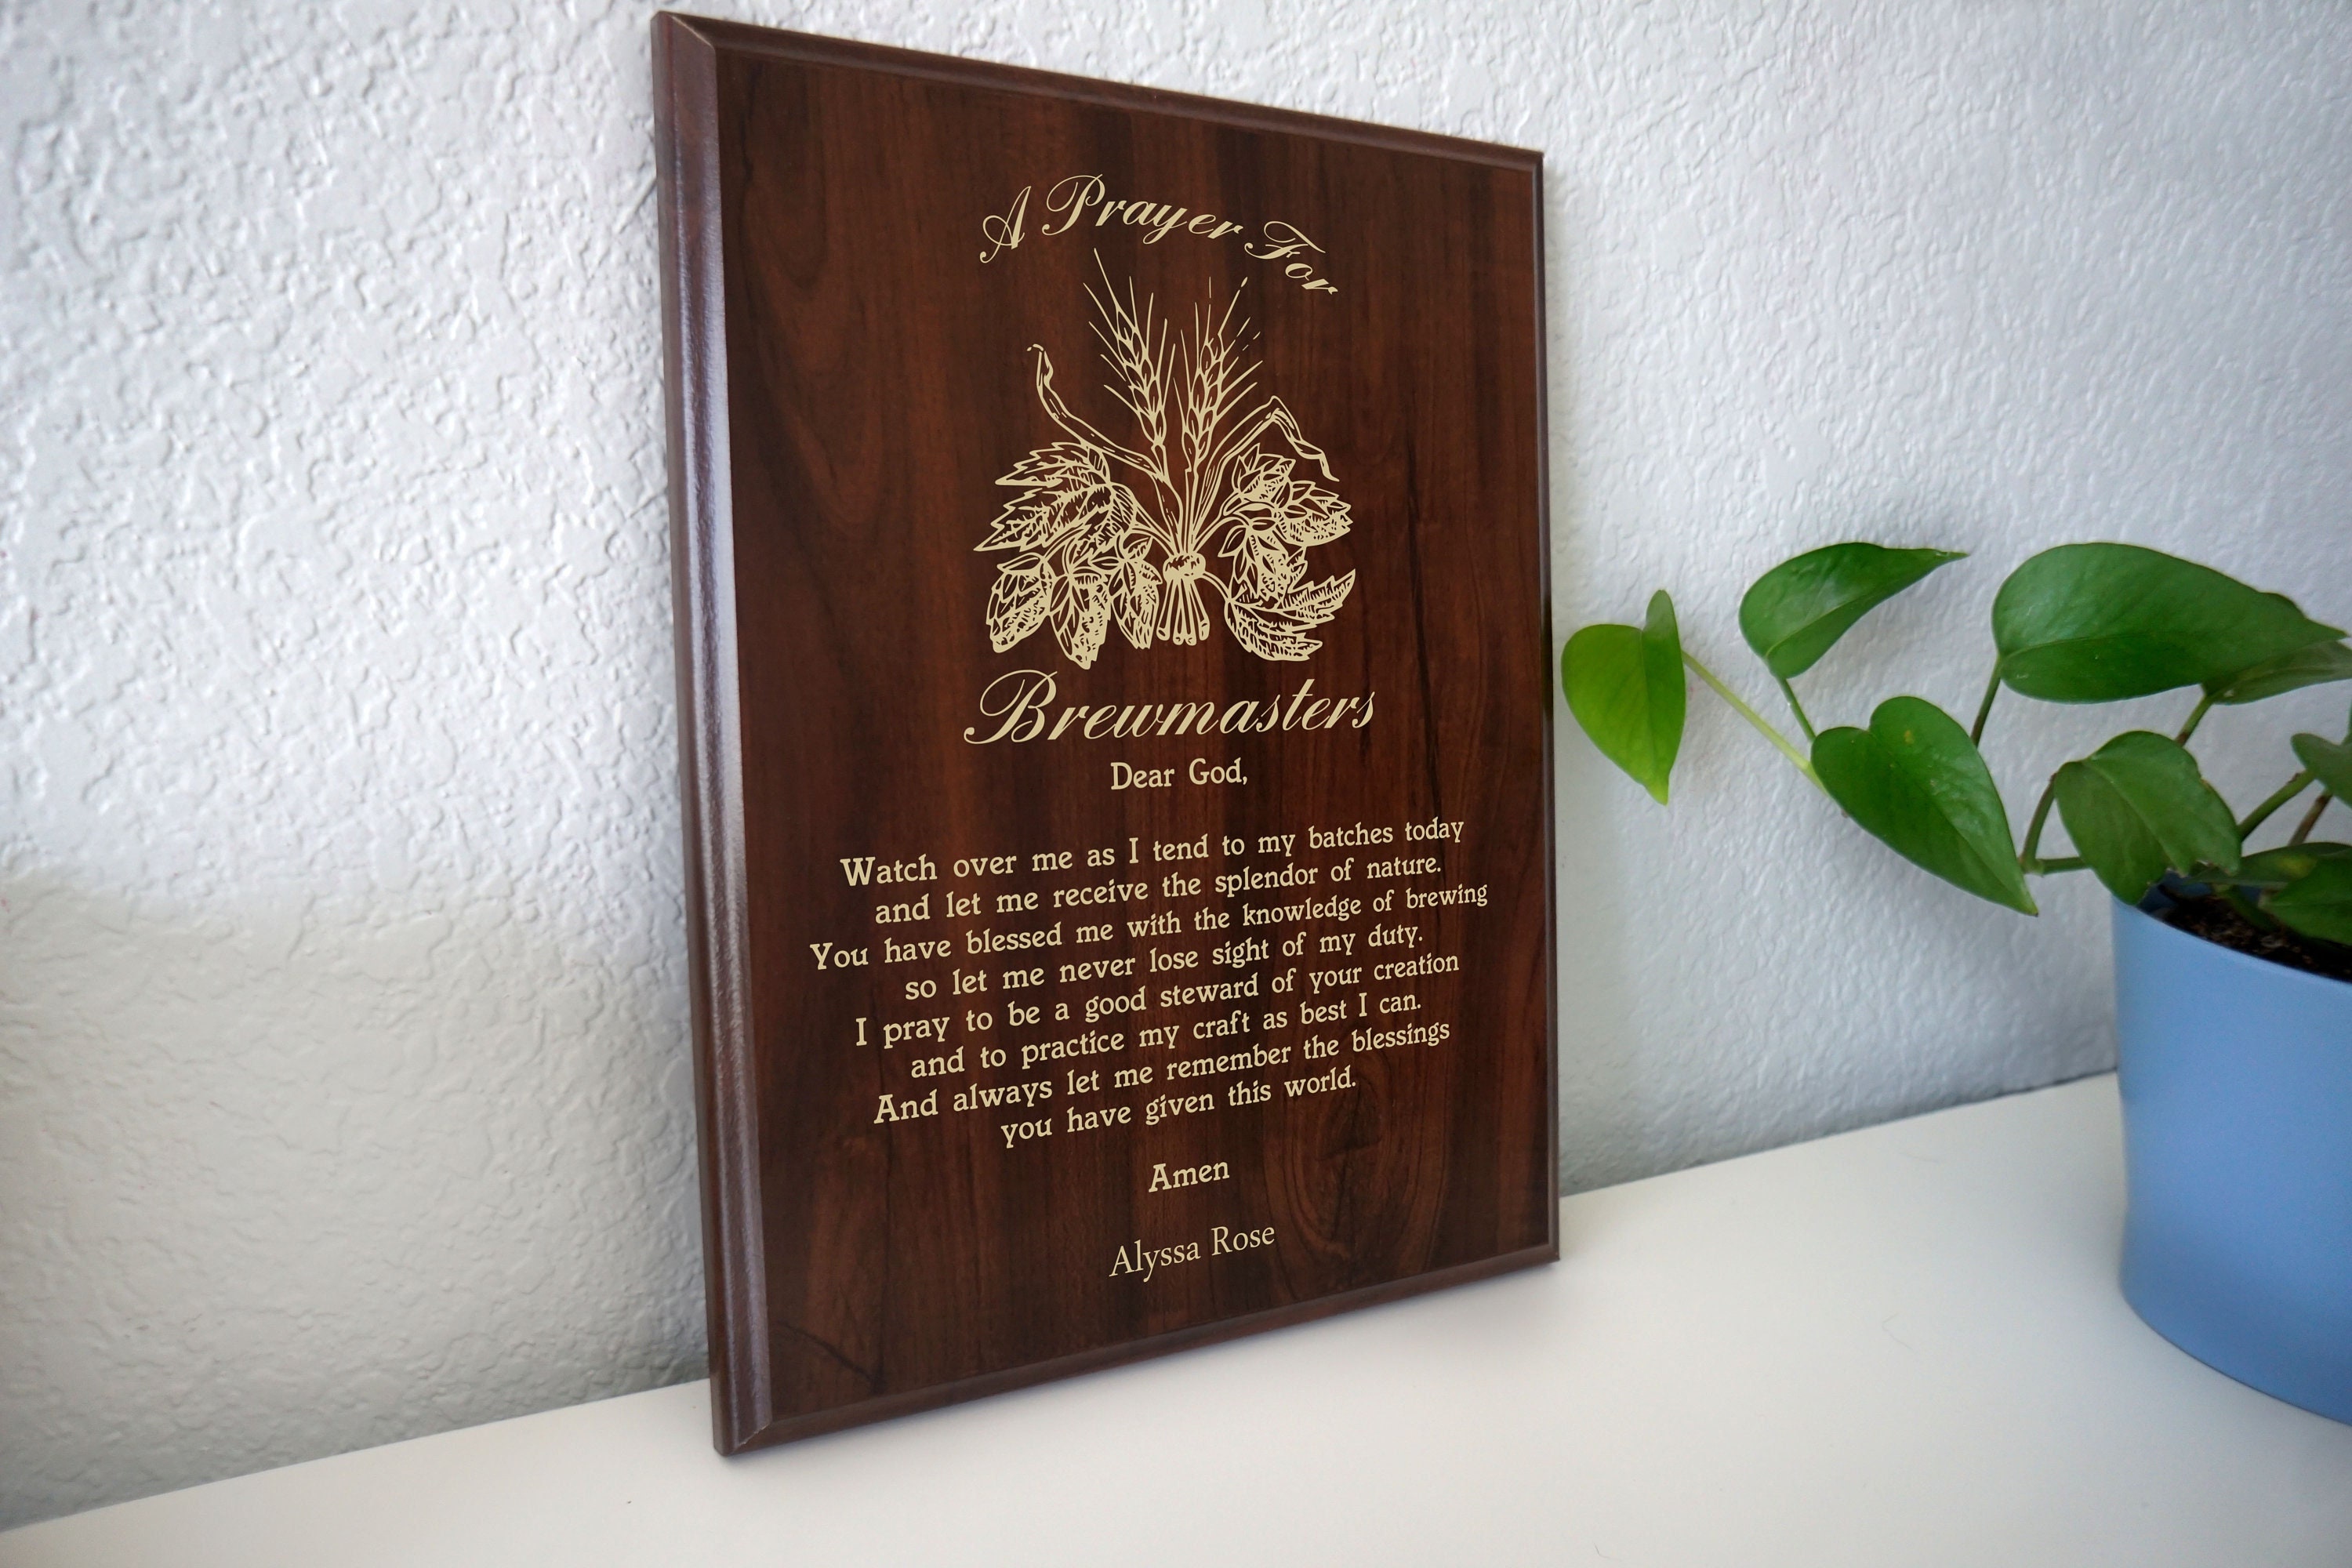 A Prayer For
Brewmasters
Dear God,
Watch over me as I tend to my batches today
and let me receive the splendor of nature.
You have blessed me with the knowledge of brewing
so let me never lose sight of my duty.
I pray to be a good steward of your creation
and to practice my craft as best I can.
And always let me remember the blessings
you have given this world.
Amen
Alyssa Rose